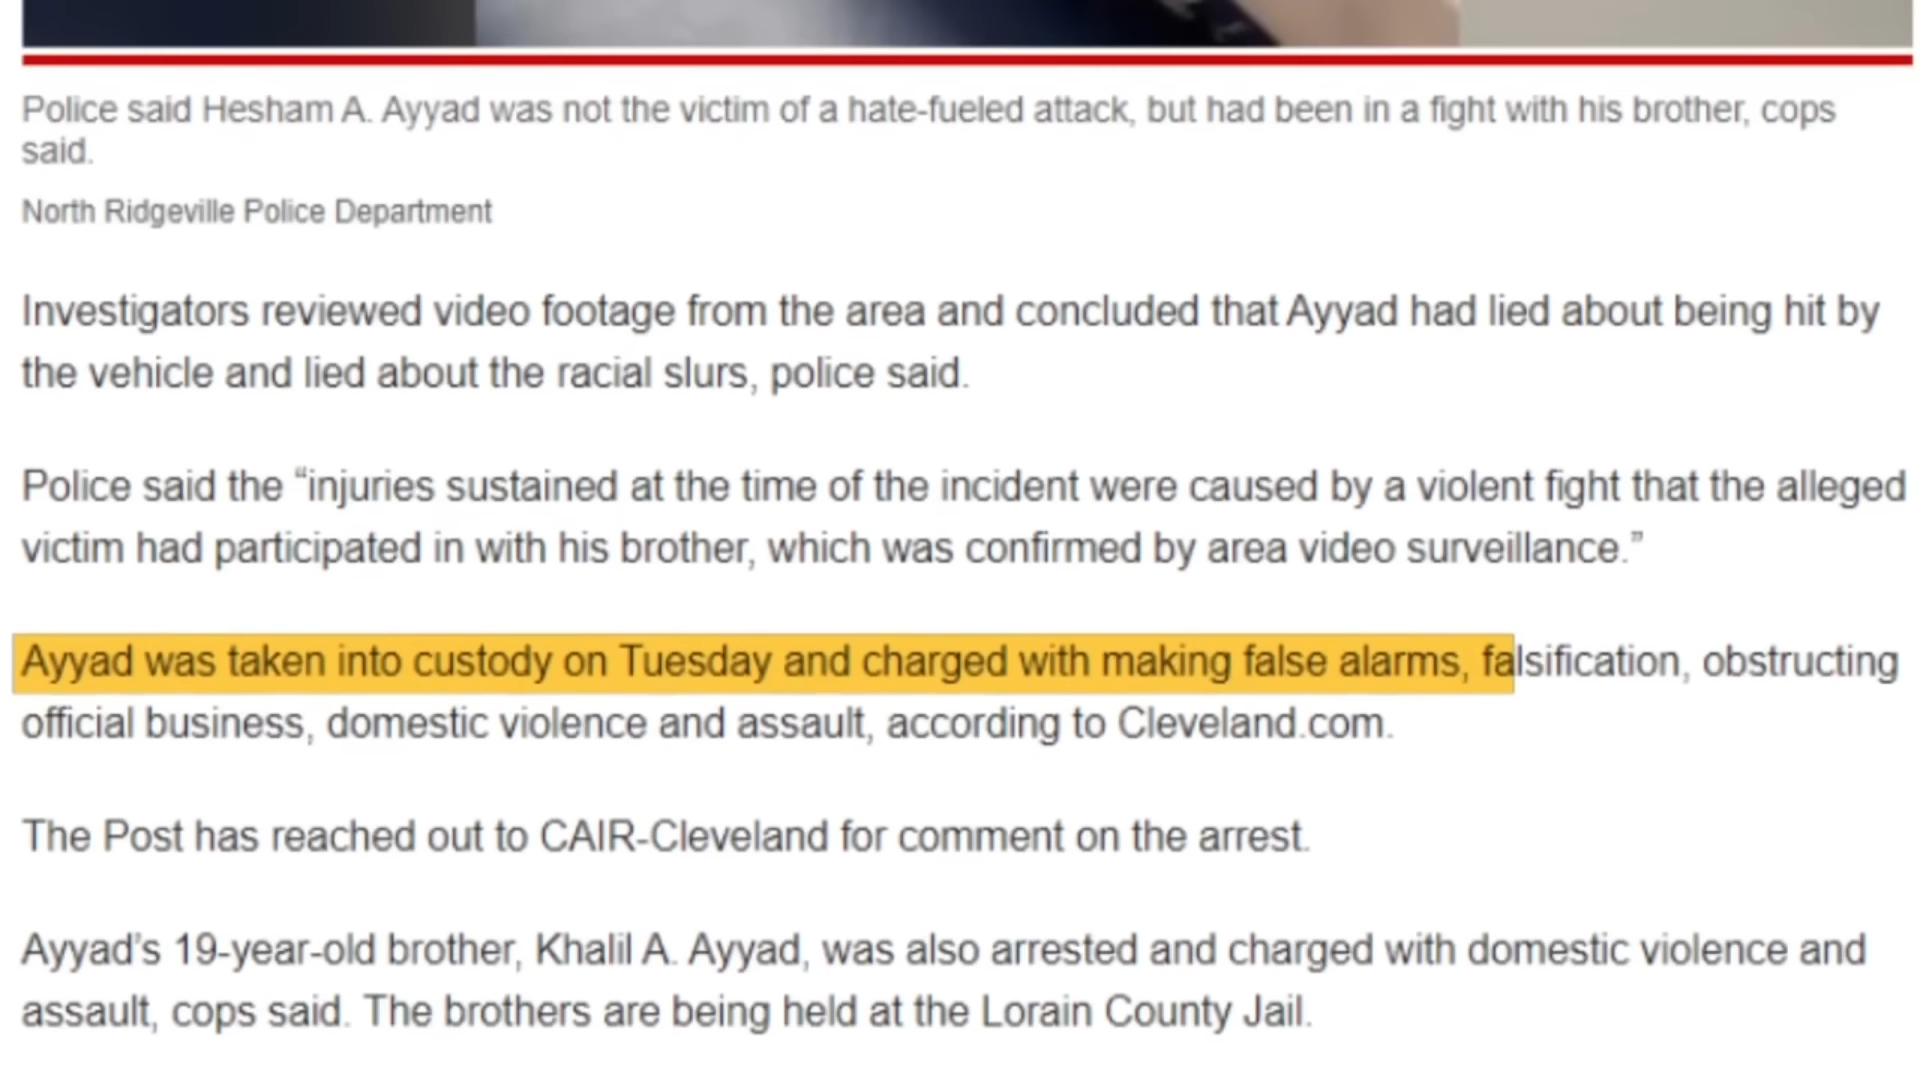 Police said Hesham A. Ayyad was not the victim of a hate-fueled attack, but had been in a fight with his brother, cops
said.
North Ridgeville Police Department
Investigators reviewed video footage from the area and concluded that Ayyad had lied about being hit by
the vehicle and lied about the racial slurs, police said.
Police said the “injuries sustained at the time of the incident were caused by a violent fight that the alleged
victim had participated in with his brother, which was confirmed by area video surveillance.”
Ayyad was taken into custody on Tuesday and charged with making false alarms, falsification, obstructing
official business, domestic violence and assault, according to Cleveland.com.
The Post has reached out to CAIR-Cleveland for comment on the arrest.
Ayyad’s 19-year-old brother, Khalil A. Ayyad, was also arrested and charged with domestic violence and
assault, cops said. The brothers are being held at the Lorain County Jail.